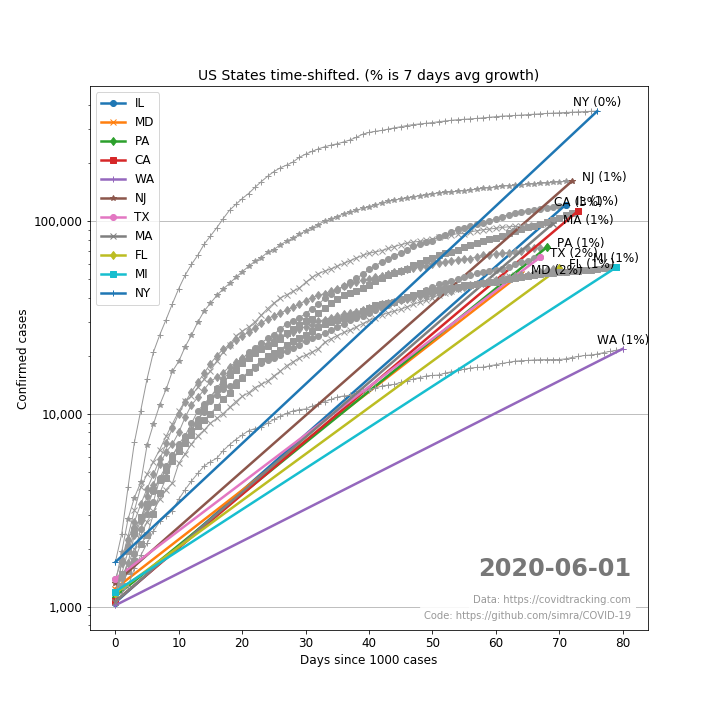 US States time-shifted. (% is 7 days avg growth)
IL
MD
PA
CA
WA
NJ
TX
MA
FL
MI
NY
NY (0%)
NJ (1%)
CA (3%)
IL (1%)
MA (1%)
PA (1%)
TX (2%)
MI (1%)
FL (1%)
MD (2%)
WA (1%)
100,000
10,000
1,000
Confirmed cases
2020-06-01
Data: https://covidtracking.com
Code: https://github.com/simra/COVID-19
0 10 20 30 40 50 60 70 80
Days since 1000 cases